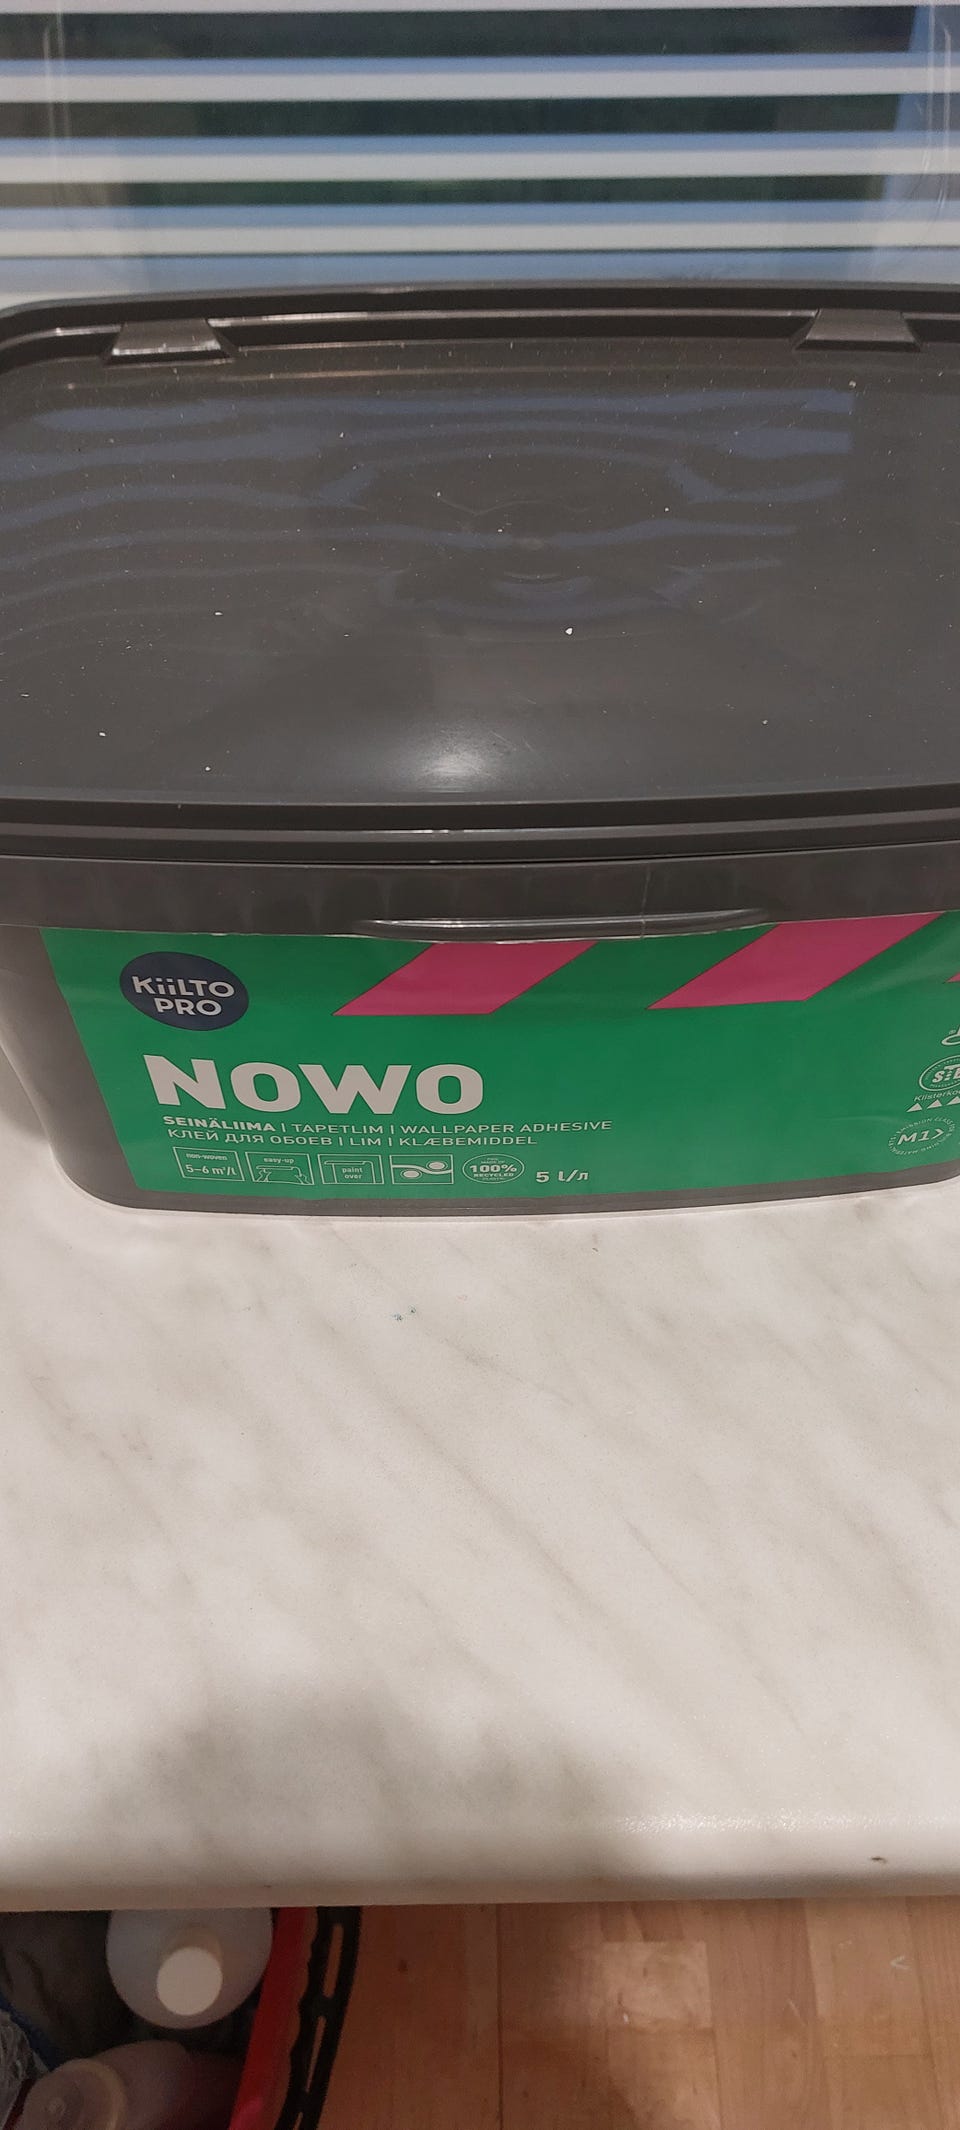 KiiLTO
PRO
NOWO
SEINÄLIIMA | TAPETLIM | WALLPAPER ADHESIVE
КЛЕЙ ДЛЯ ОБОЕВ | LIM | KLÆBEMIDDEL
non-woven
5-6 m²/l
easy-up
paint
over
100%
RECYCLED
5 l/л
M1